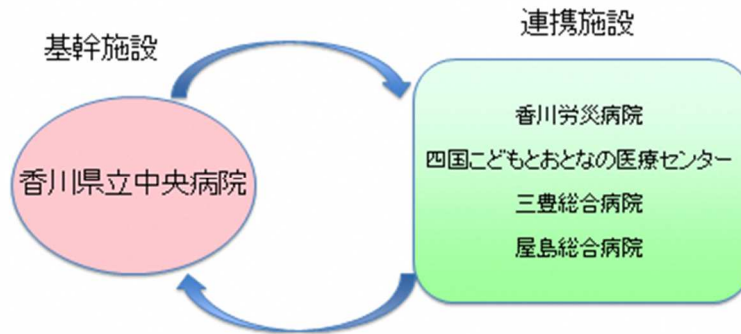 基幹施設
香川県立中央病院
連携施設
香川労災病院
四国こどもとおとなの医療センター
三豊総合病院
屋島総合病院